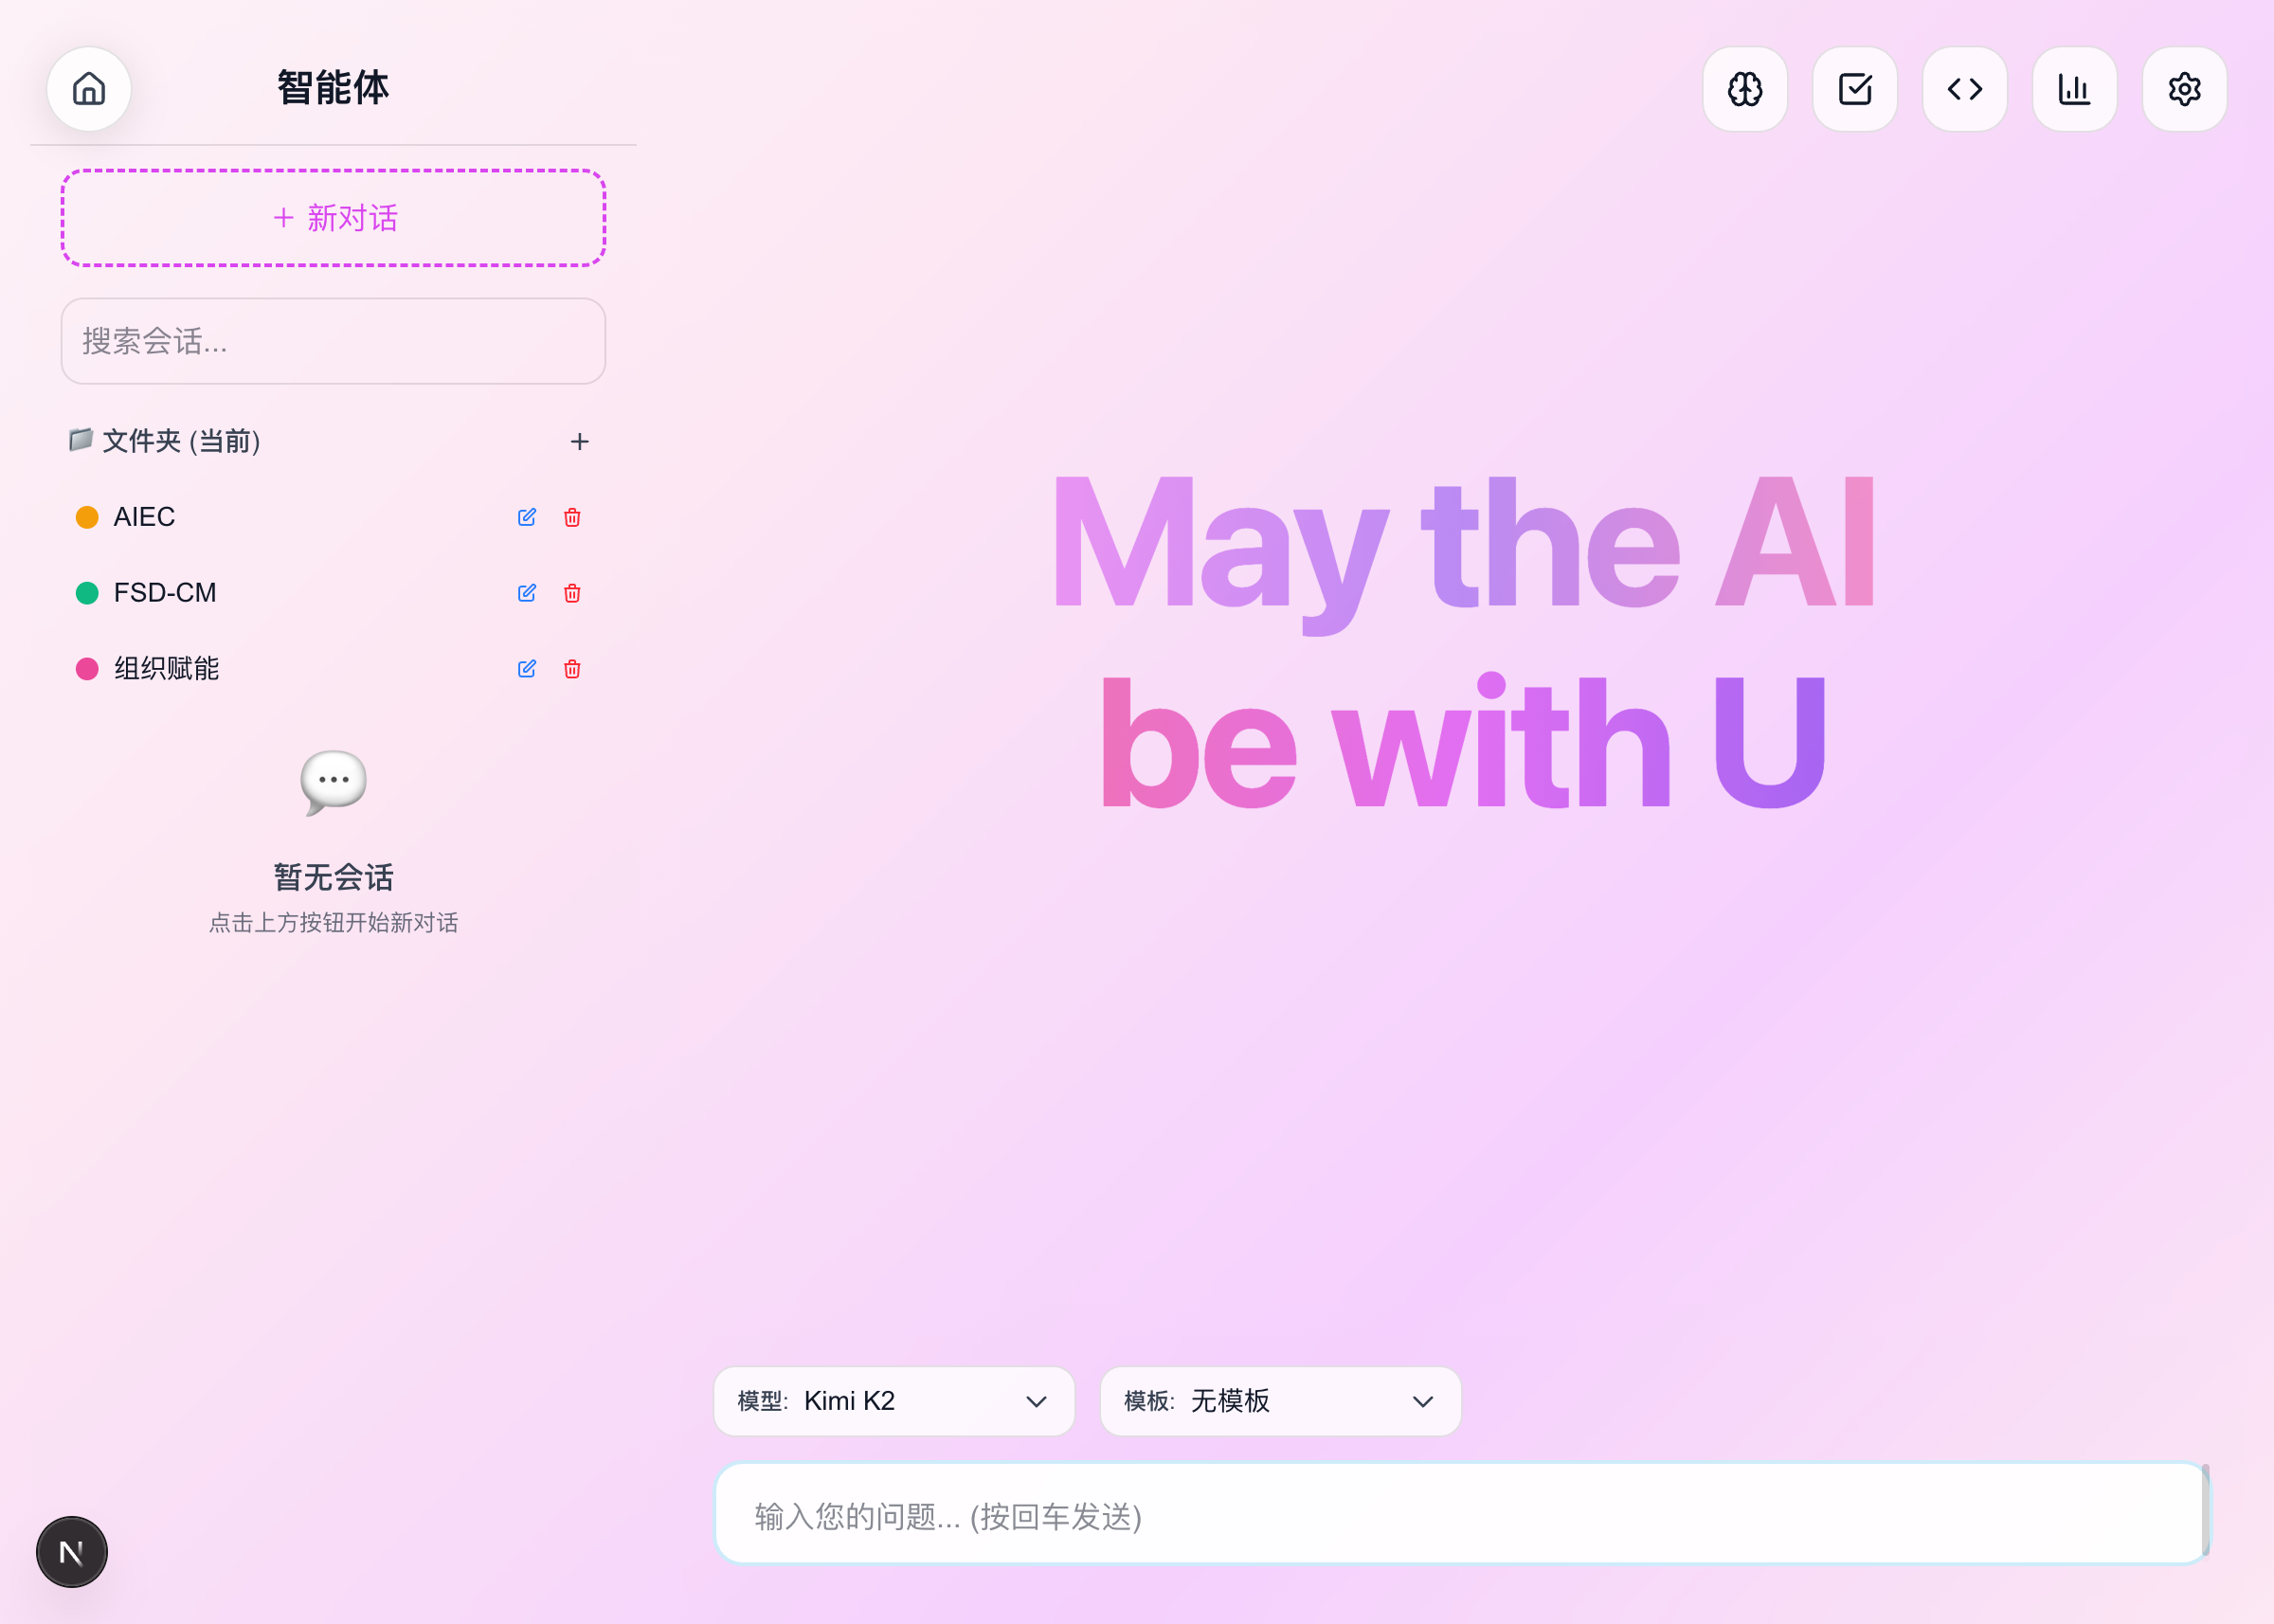 智能体
+ 新对话
搜索会话...
文件夹 (当前)
AIEC
FSD-CM
组织赋能
暂无会话
点击上方按钮开始新对话
May the AI
be with U
模型: Kimi K2
模板: 无模板
输入您的问题... (按回车发送)
N